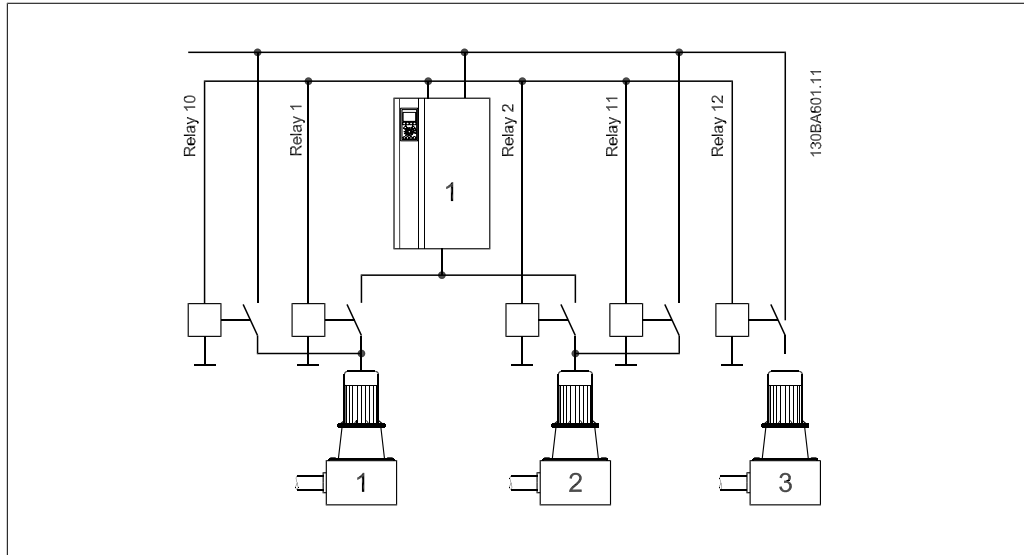 Relay 10
Relay 1
Relay 2
Relay 11
Relay 12
130BA601.11
1
1
2
3